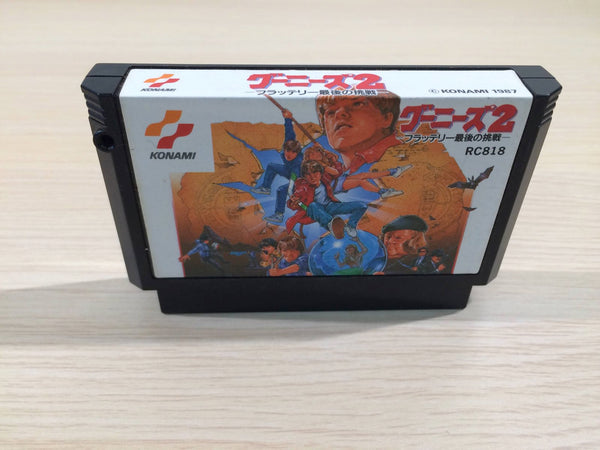 KONAMI
グーニーズ2
フラッテリー最後の挑戦
© KONAMI 1987
KONAMI
グーニーズ2
フラッテリー最後の挑戦
RC818